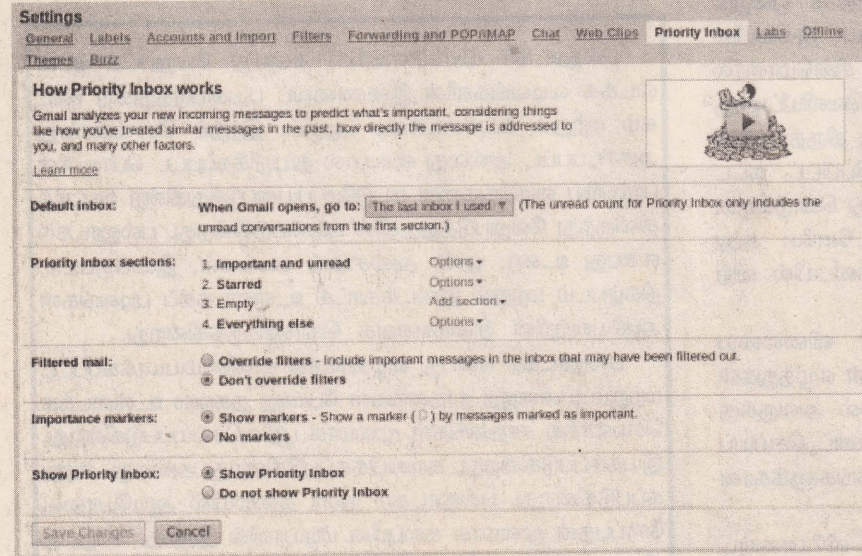 Settings
General Labels Accounts and Import Filters Forwarding and POP/IMAP Chat Web Clips Priority Inbox Labs Offline
Themes Buzz
How Priority Inbox works
Gmail analyzes your new incoming messages to predict what's important, considering things
like how you've treated similar messages in the past, how directly the message is addressed to
you, and many other factors.
Learn more
Default inbox: When Gmail opens, go to: The last inbox I used (The unread count for Priority Inbox only includes the
unread conversations from the first section.)
Priority Inbox sections: 1. Important and unread Options
2. Starred Options
3. Empty Add section
4. Everything else Options
Filtered mail: Override filters - Include important messages in the inbox that may have been filtered out.
Don't override filters
Importance markers: Show markers - Show a marker ( ) by messages marked as important.
No markers
Show Priority Inbox: Show Priority Inbox
Do not show Priority Inbox
Save Changes Cancel